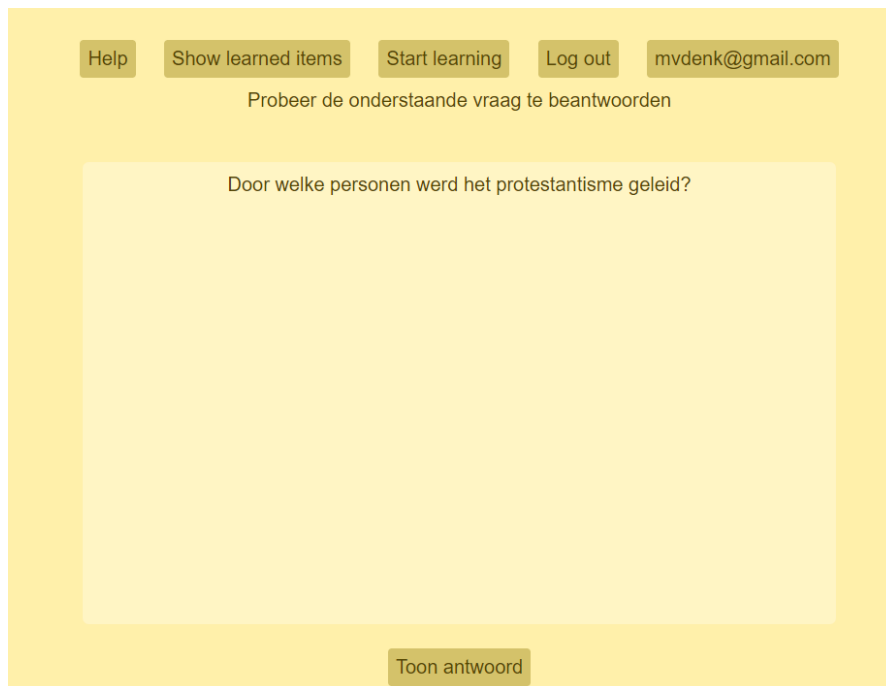 Help Show learned items Start learning Log out mvdenk@gmail.com
Probeer de onderstaande vraag te beantwoorden
Door welke personen werd het protestantisme geleid?
Toon antwoord